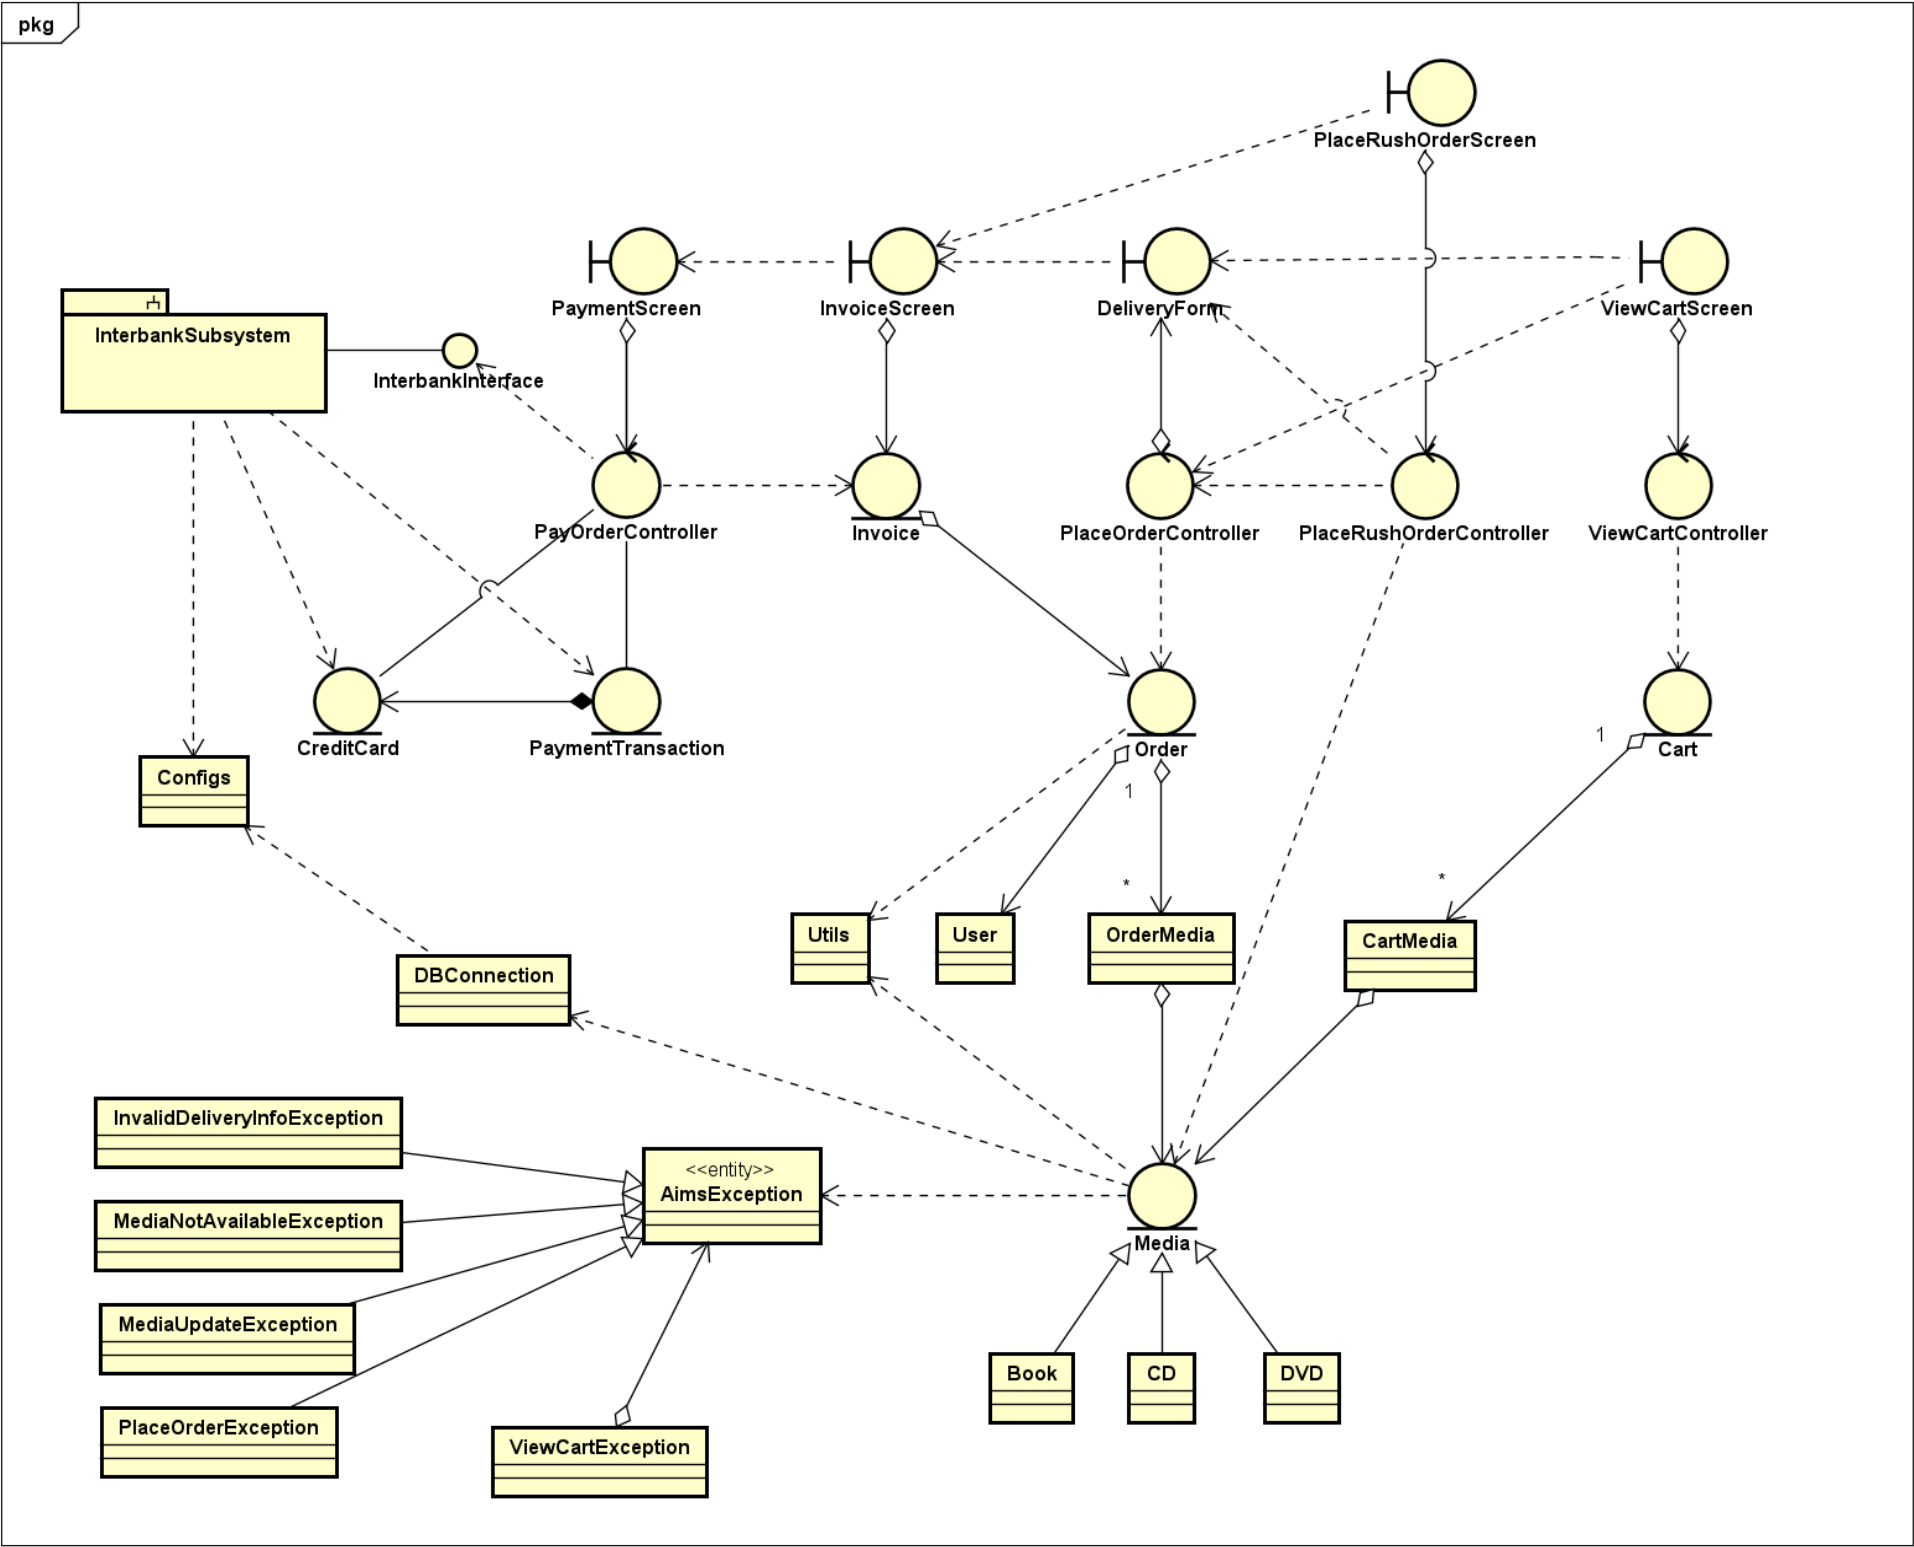 pkg
PlaceRushOrderScreen
PaymentScreen
InvoiceScreen
DeliveryForm
ViewCartScreen
InterbankSubsystem
InterbankInterface
PayOrderController
Invoice
PlaceOrderController
PlaceRushOrderController
ViewCartController
CreditCard
PaymentTransaction
Order
1
Cart
1
Configs
*
*
Utils
User
OrderMedia
CartMedia
DBConnection
InvalidDeliveryInfoException
<<entity>>
AimsException
MediaNotAvailableException
Media
MediaUpdateException
Book
CD
DVD
PlaceOrderException
ViewCartException